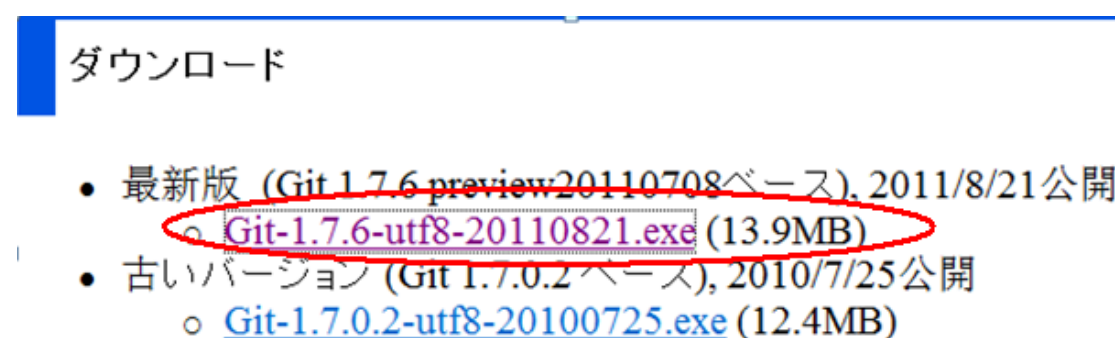 ダウンロード
最新版 (Git 1.7.6 preview20110708ベース), 2011/8/21公開
Git-1.7.6-utf8-20110821.exe (13.9MB)
古いバージョン (Git 1.7.0.2 ベース), 2010/7/25公開
Git-1.7.0.2-utf8-20100725.exe (12.4MB)